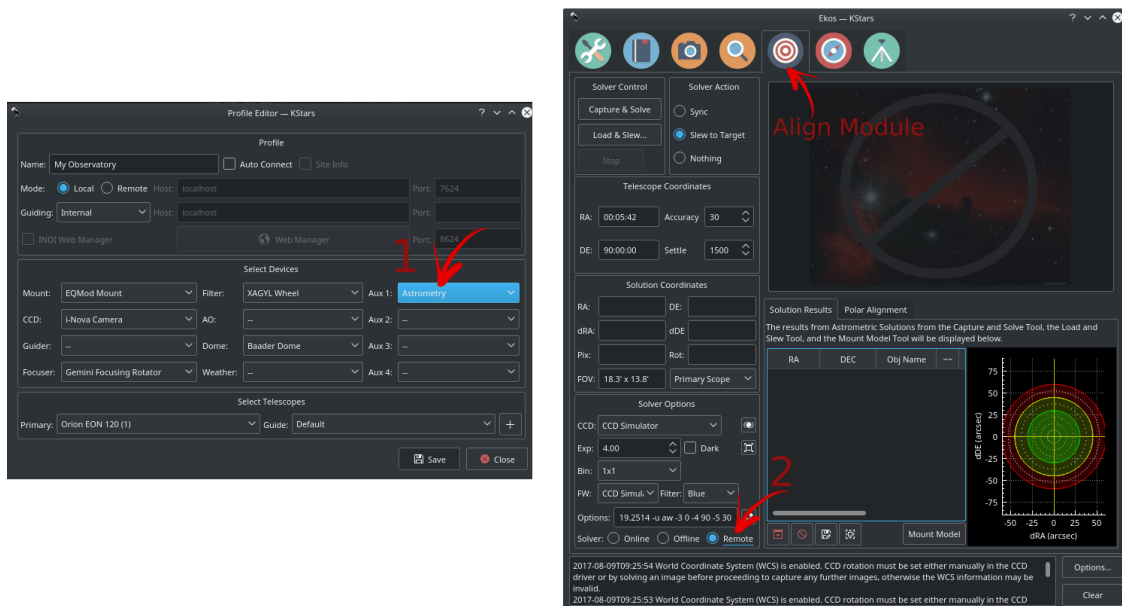 Profile Editor — KStars
Profile
Name: My Observatory Auto Connect Site Info
Mode: Local Remote Host: localhost Port: 7624
Guiding: Internal Host: localhost Port:
INDI Web Manager Web Manager Port: 8624
1
Select Devices
Mount: EQMod Mount Filter: XAGYL Wheel Aux 1: Astrometry
CCD: i-Nova Camera AO: -- Aux 2: --
Guider: -- Dome: Baader Dome Aux 3: --
Focuser: Gemini Focusing Rotator Weather: -- Aux 4: --
Select Telescopes
Primary: Orion EON 120 (1) Guide: Default +
Save Close
Ekos — KStars
Solver Control Solver Action
Capture & Solve Sync
Load & Slew... Slew to Target
Stop Nothing
Align Module
Telescope Coordinates
RA: 00:05:42 Accuracy 30
DE: 90:00:00 Settle 1500
Solution Coordinates
RA: DE:
dRA: dDE
Pix: Rot:
FOV: 18.3' x 13.8' Primary Scope
Solver Options
CCD: CCD Simulator
Exp: 4.00 Dark
Bin: 1x1
FW: CCD Simul. Filter: Blue
2
Options: 19.2514 -u aw -3 0 -4 90 -5 30
Solver: Online Offline Remote
Solution Results Polar Alignment
The results from Astrometric Solutions from the Capture and Solve Tool, the Load and
Slew Tool, and the Mount Model Tool will be displayed below.
RA DEC Obj Name ~~
Mount Model
75
50
25
0
-25
-50
-75
dDE (arcsec)
-50 -25 0 25 50
dRA (arcsec)
2017-08-09T09:25:54 World Coordinate System (WCS) is enabled. CCD rotation must be set either manually in the CCD
driver or by solving an image before proceeding to capture any further images, otherwise the WCS information may be
invalid.
2017-08-09T09:25:53 World Coordinate System (WCS) is enabled. CCD rotation must be set either manually in the CCD
Options...
Clear